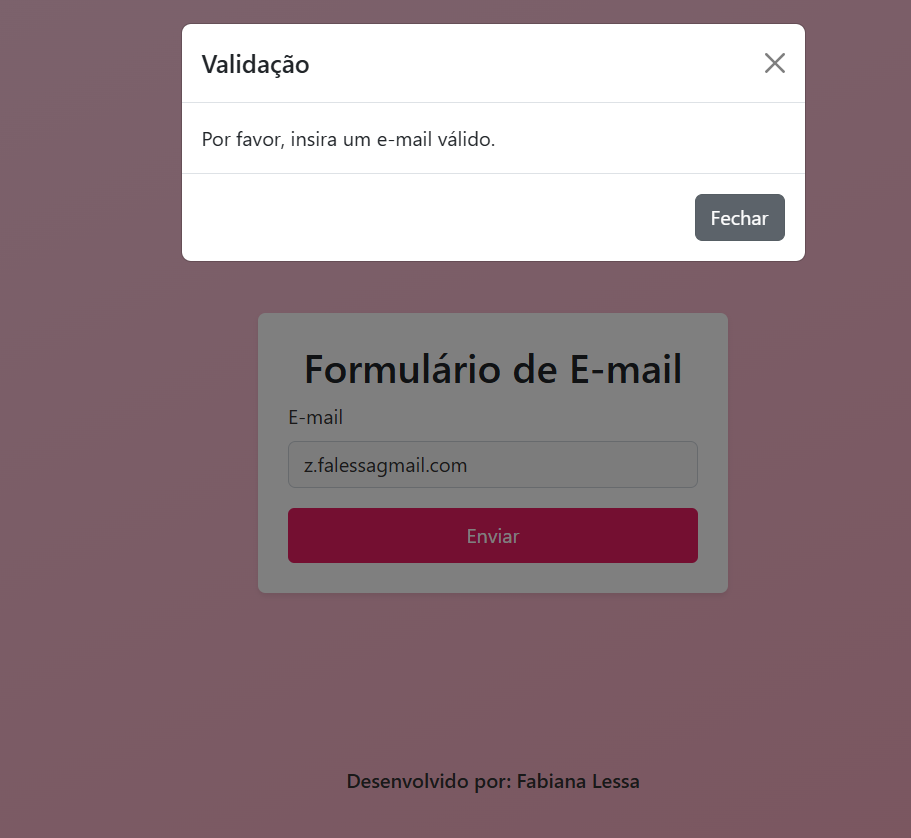 Validação
Por favor, insira um e-mail válido.
Fechar
Formulário de E-mail
E-mail
z.falessagmail.com
Enviar
Desenvolvido por: Fabiana Lessa